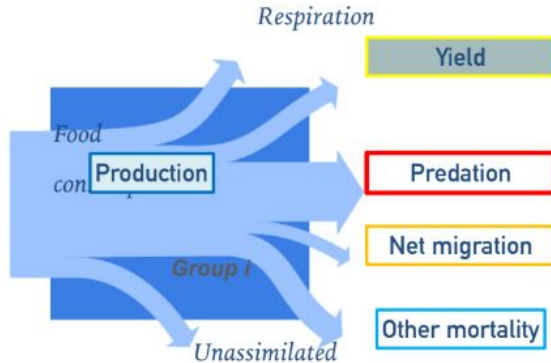 Respiration
Yield
Food
Production
Predation
Group i
Net migration
Other mortality
Unassimilated